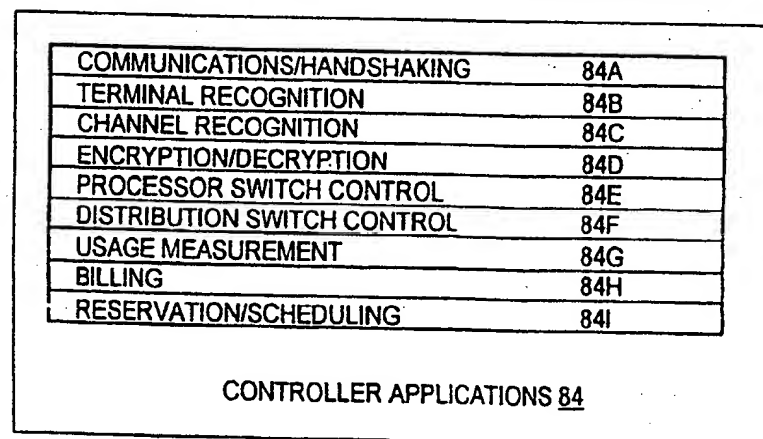 COMMUNICATIONS/HANDSHAKING 84A
TERMINAL RECOGNITION 84B
CHANNEL RECOGNITION 84C
ENCRYPTION/DECRYPTION 84D
PROCESSOR SWITCH CONTROL 84E
DISTRIBUTION SWITCH CONTROL 84F
USAGE MEASUREMENT 84G
BILLING 84H
RESERVATION/SCHEDULING 84I
CONTROLLER APPLICATIONS 84